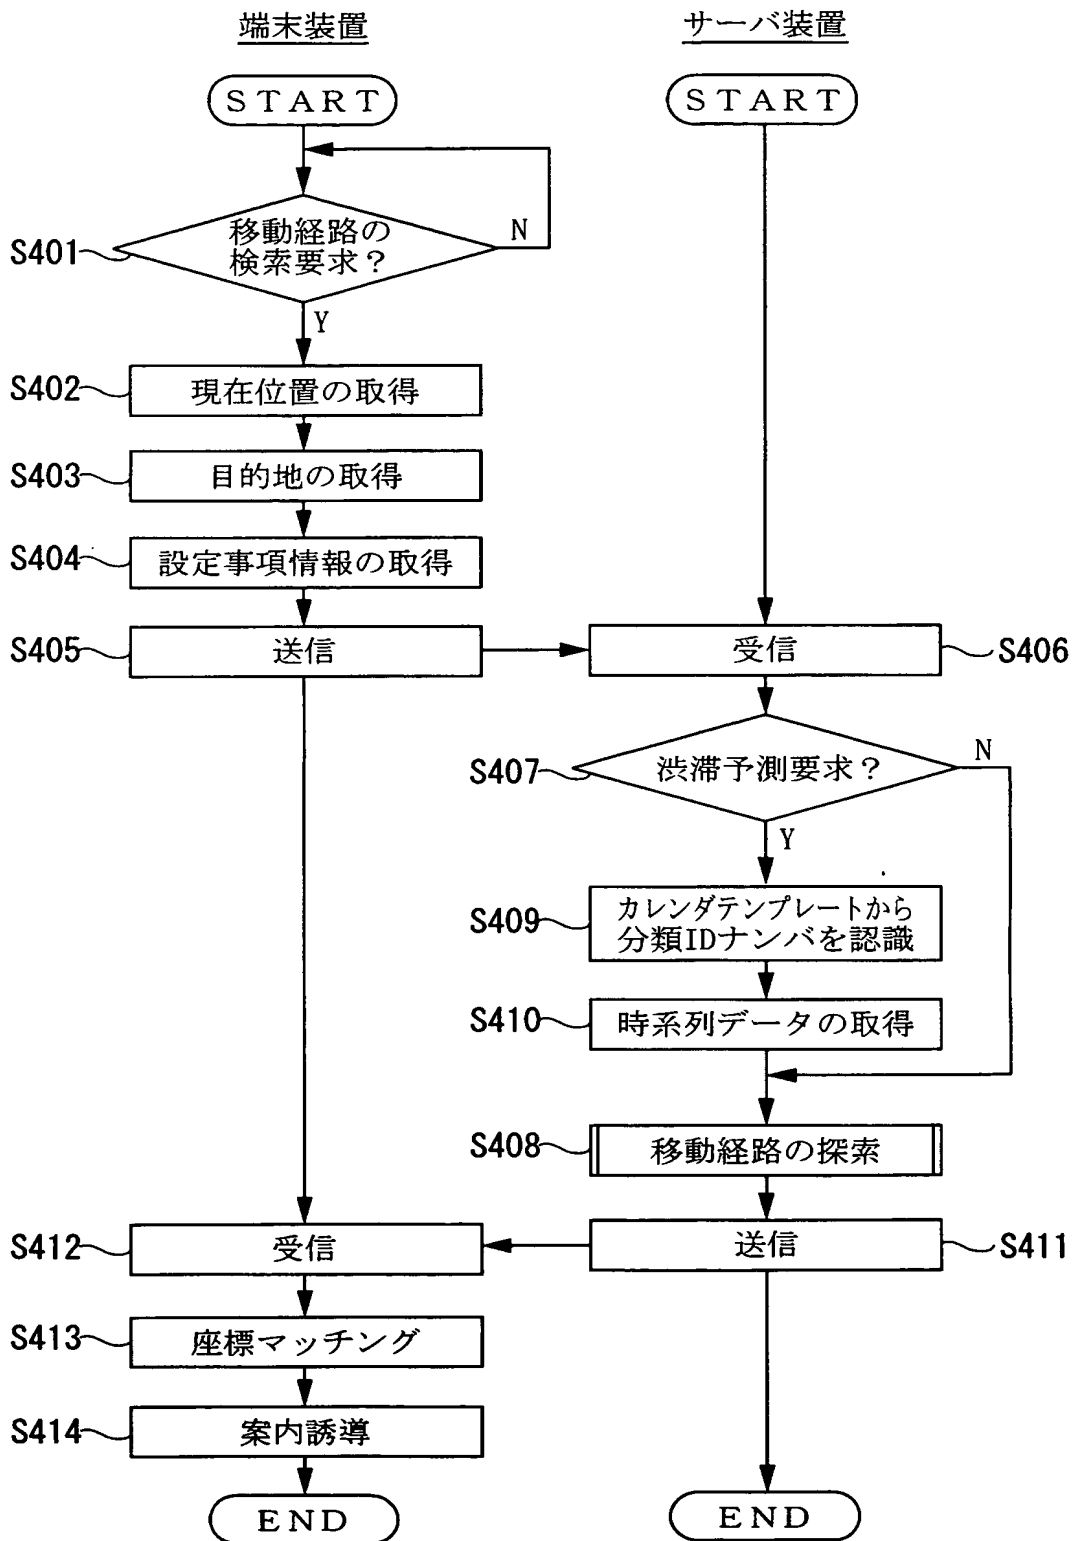 端末装置
サーバ装置
START
START
S401
移動経路の
検索要求?
N
Y
S402
現在位置の取得
S403
目的地の取得
S404
設定事項情報の取得
S405
送信
受信
S406
S407
渋滞予測要求?
N
Y
S409
カレンダテンプレートから
分類IDナンバを認識
S410
時系列データの取得
S408
移動経路の探索
S412
受信
送信
S411
S413
座標マッチング
S414
案内誘導
END
END